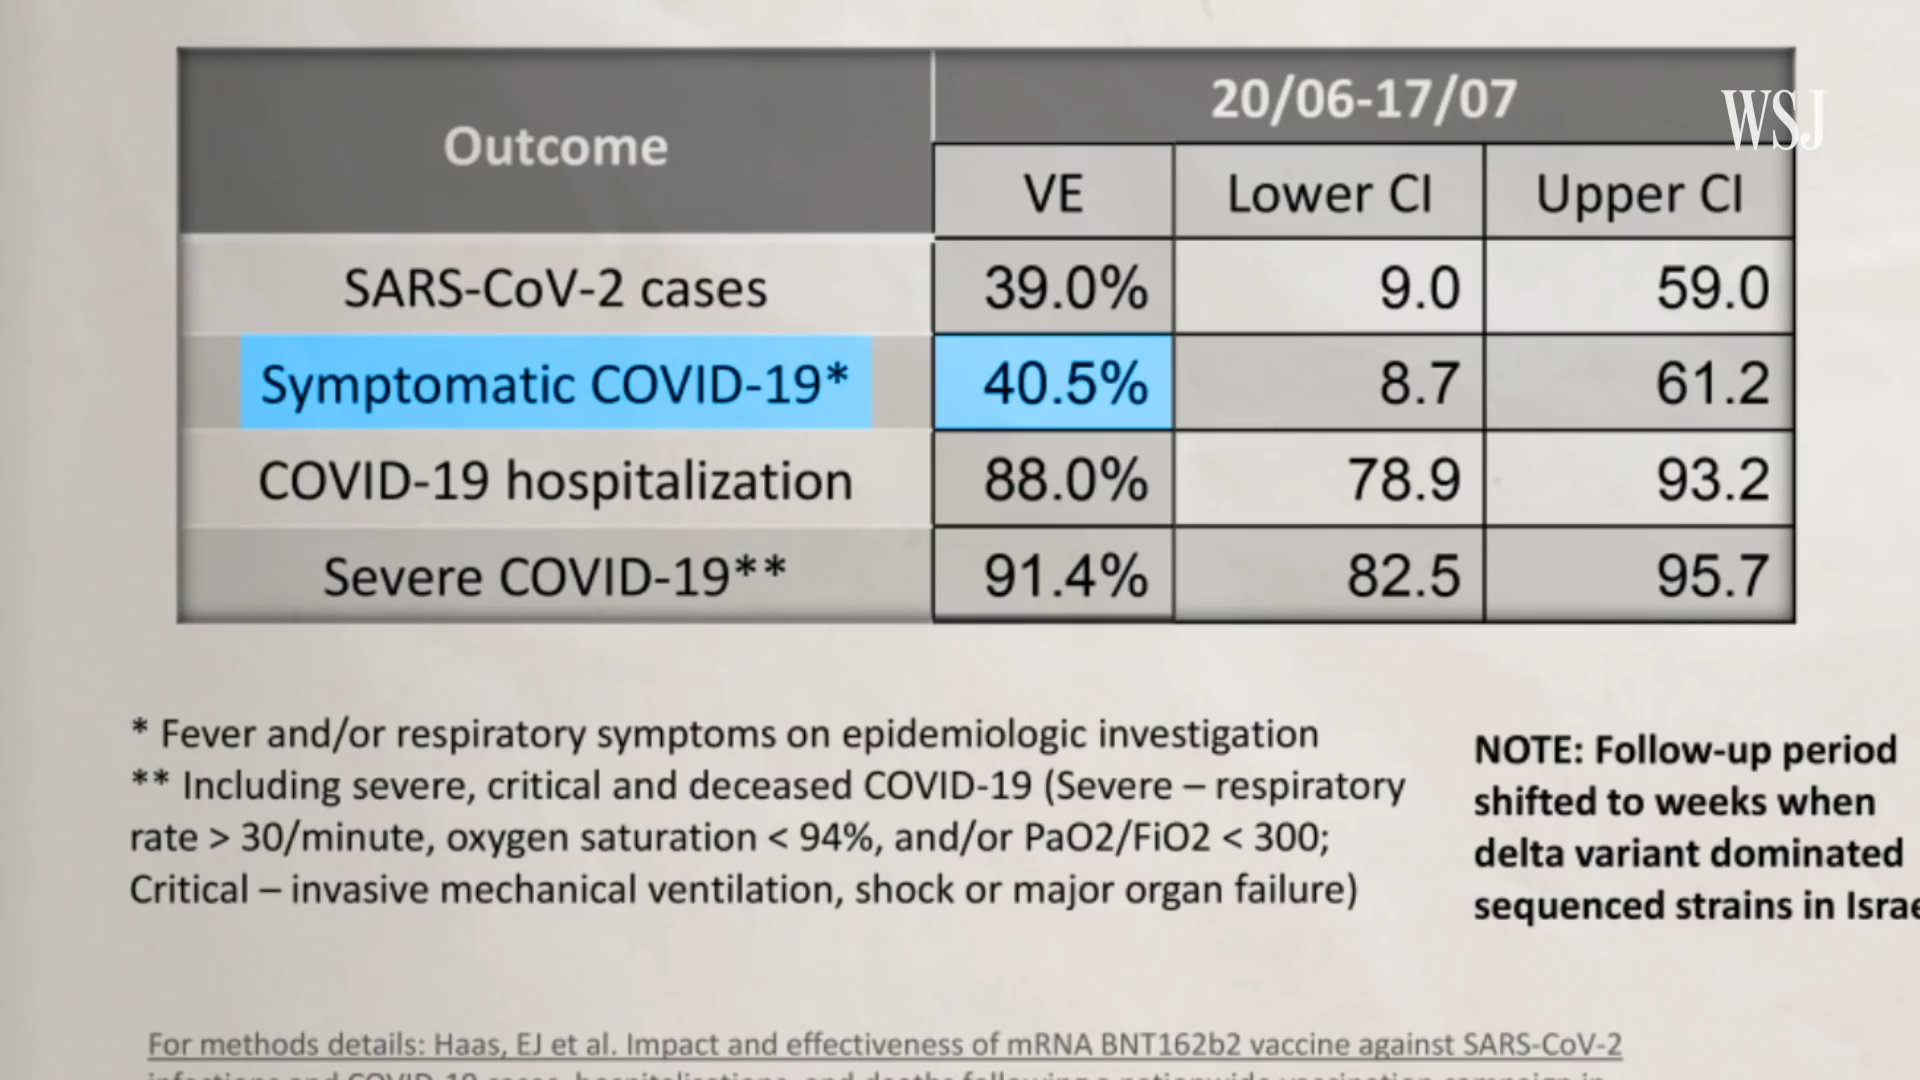 20/06-17/07
WSJ
Outcome
VE Lower CI Upper CI
SARS-CoV-2 cases 39.0% 9.0 59.0
Symptomatic COVID-19* 40.5% 8.7 61.2
COVID-19 hospitalization 88.0% 78.9 93.2
Severe COVID-19** 91.4% 82.5 95.7
* Fever and/or respiratory symptoms on epidemiologic investigation
** Including severe, critical and deceased COVID-19 (Severe – respiratory
rate > 30/minute, oxygen saturation < 94%, and/or PaO2/FiO2 < 300;
Critical – invasive mechanical ventilation, shock or major organ failure)
NOTE: Follow-up period
shifted to weeks when
delta variant dominated
sequenced strains in
For methods details: Haas, EJ et al. Impact and effectiveness of mRNA BNT162b2 vaccine against SARS-CoV-2